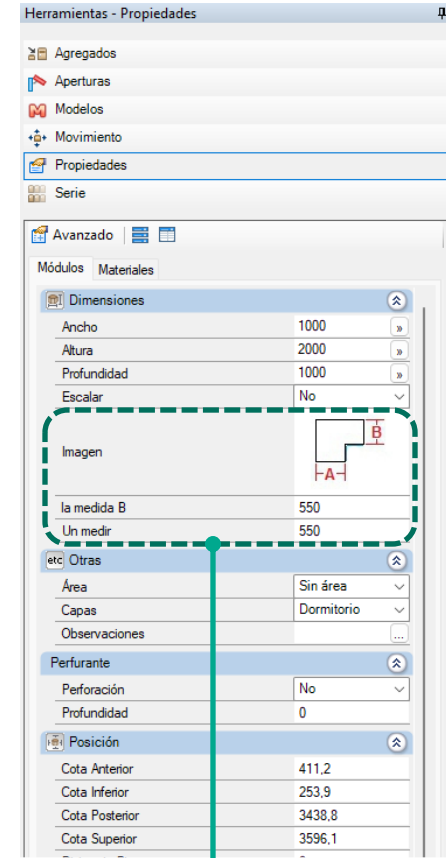 Herramientas - Propiedades
Agregados
Aperturas
Modelos
Movimiento
Propiedades
Serie
Avanzado
Módulos Materiales
Dimensiones
Ancho 1000 »
Altura 2000 »
Profundidad 1000 »
Escalar No
Imagen B
A
la medida B 550
Un medir 550
etc Otras
Área Sin área
Capas Dormitorio
Observaciones ...
Perfurante
Perforación No
Profundidad 0
Posición
Cota Anterior 411,2
Cota Inferior 253,9
Cota Posterior 3438,8
Cota Superior 3596,1